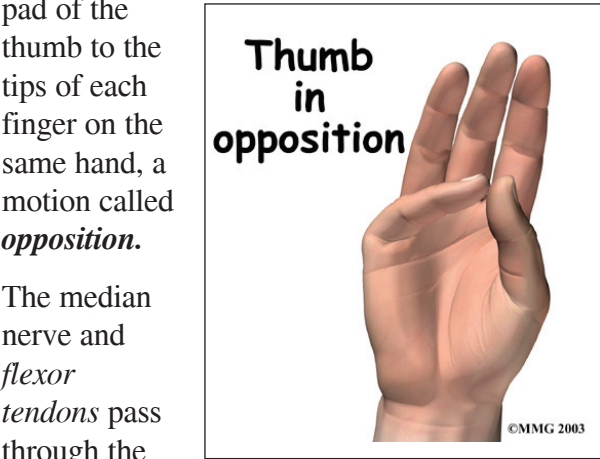 pad of the
thumb to the
tips of each
finger on the
same hand, a
motion called
opposition.
The median
nerve and
flexor
tendons pass
through the
Thumb
in
opposition
©MMG 2003